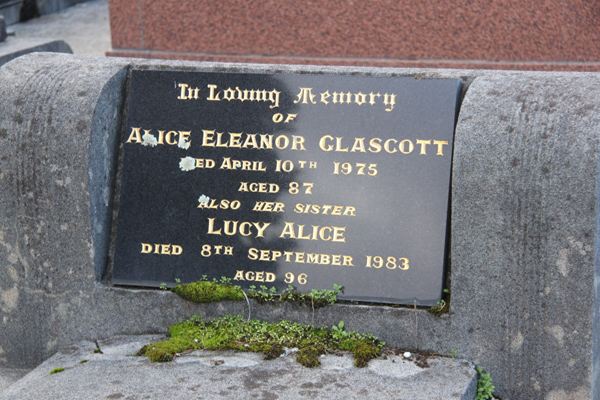 In Loving Memory
OF
ALICE ELEANOR GLASCOTT
DIED APRIL 10TH 1975
AGED 87
ALSO HER SISTER
LUCY ALICE
DIED 8TH SEPTEMBER 1983
AGED 96